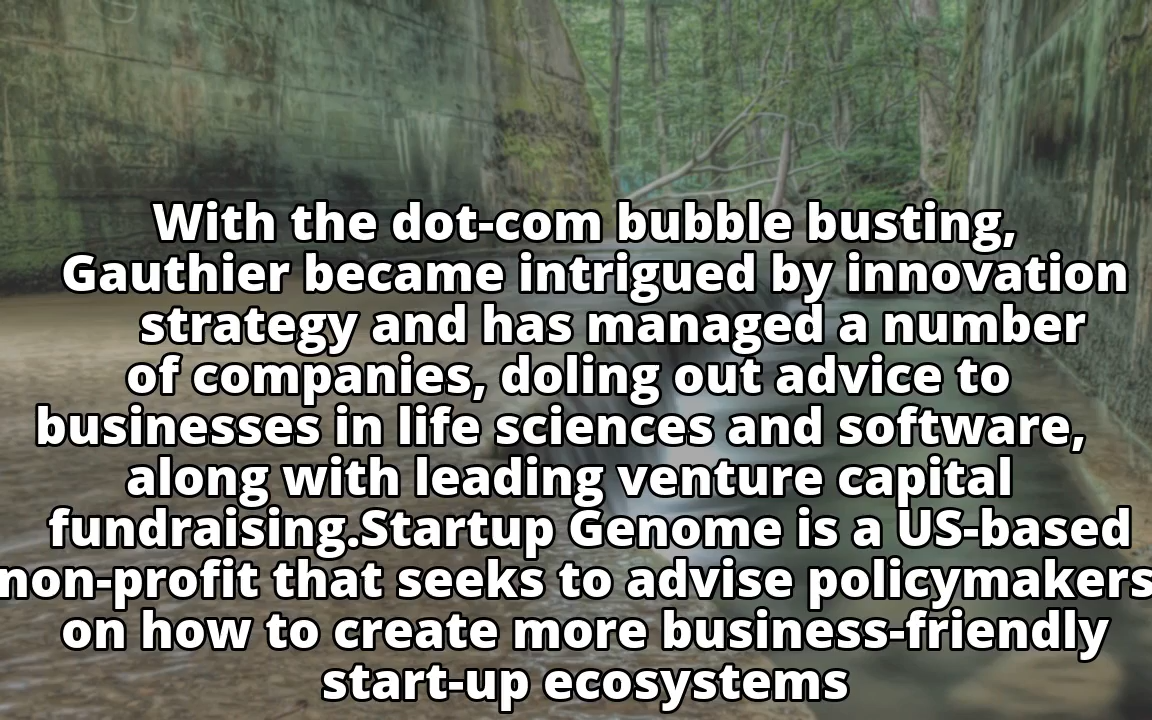 With the dot-com bubble busting,
Gauthier became intrigued by innovation
strategy and has managed a number
of companies, doling out advice to
businesses in life sciences and software,
along with leading venture capital
fundraising.Startup Genome is a US-based
non-profit that seeks to advise policymakers
on how to create more business-friendly
start-up ecosystems